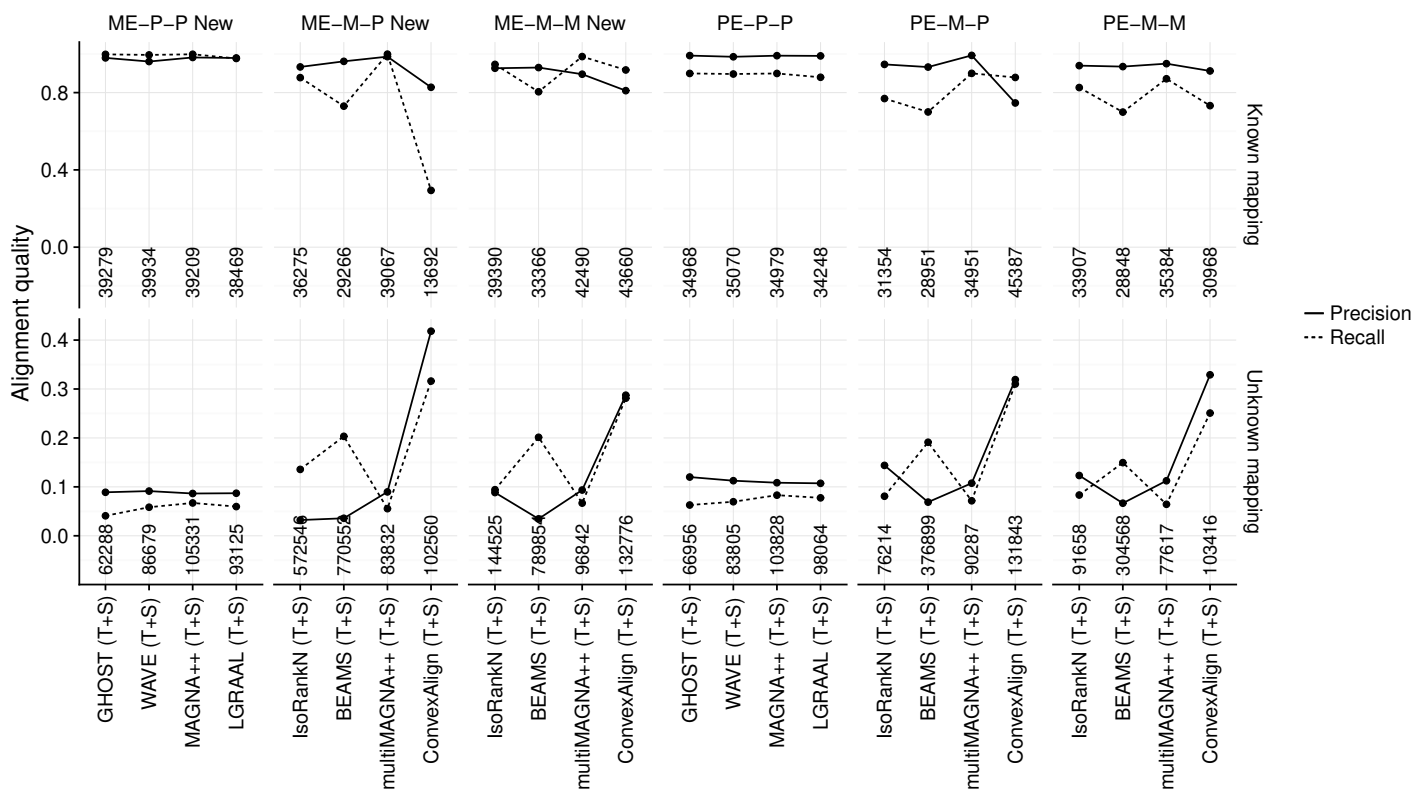 ME−P−P New
ME−M−P New
ME−M−M New
PE−P−P
PE−M−P
PE−M−M
Alignment quality
0.8
0.4
0.0
39279
39934
39209
38469
36275
29266
39067
13692
39390
33366
42490
43660
34968
35070
34979
34248
31354
28951
34951
45387
33907
28848
35384
30968
Known mapping
0.4
0.3
0.2
0.1
0.0
62288
86679
105331
93125
83832
102560
144525
96842
132776
66956
83805
103828
98064
76214
376899
90287
131843
91658
304568
77617
103416
Unknown mapping
Precision
Recall
GHOST (T+S)
WAVE (T+S)
MAGNA++ (T+S)
LGRAAL (T+S)
IsoRankN (T+S)
BEAMS (T+S)
multiMAGNA++ (T+S)
ConvexAlign (T+S)
IsoRankN (T+S)
BEAMS (T+S)
multiMAGNA++ (T+S)
ConvexAlign (T+S)
GHOST (T+S)
WAVE (T+S)
MAGNA++ (T+S)
LGRAAL (T+S)
IsoRankN (T+S)
BEAMS (T+S)
multiMAGNA++ (T+S)
ConvexAlign (T+S)
IsoRankN (T+S)
BEAMS (T+S)
multiMAGNA++ (T+S)
ConvexAlign (T+S)